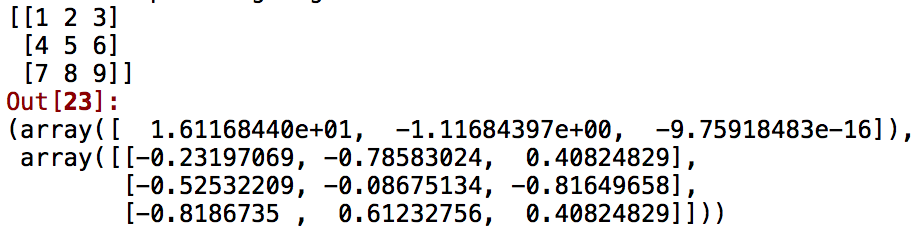 [[1 2 3]
 [4 5 6]
 [7 8 9]]
Out[23]:
(array([  1.61168440e+01,  -1.11684397e+00,  -9.75918483e-16]),
 array([[-0.23197069, -0.78583024,  0.40824829],
        [-0.52532209, -0.08675134, -0.81649658],
        [-0.8186735 ,  0.61232756,  0.40824829]]))